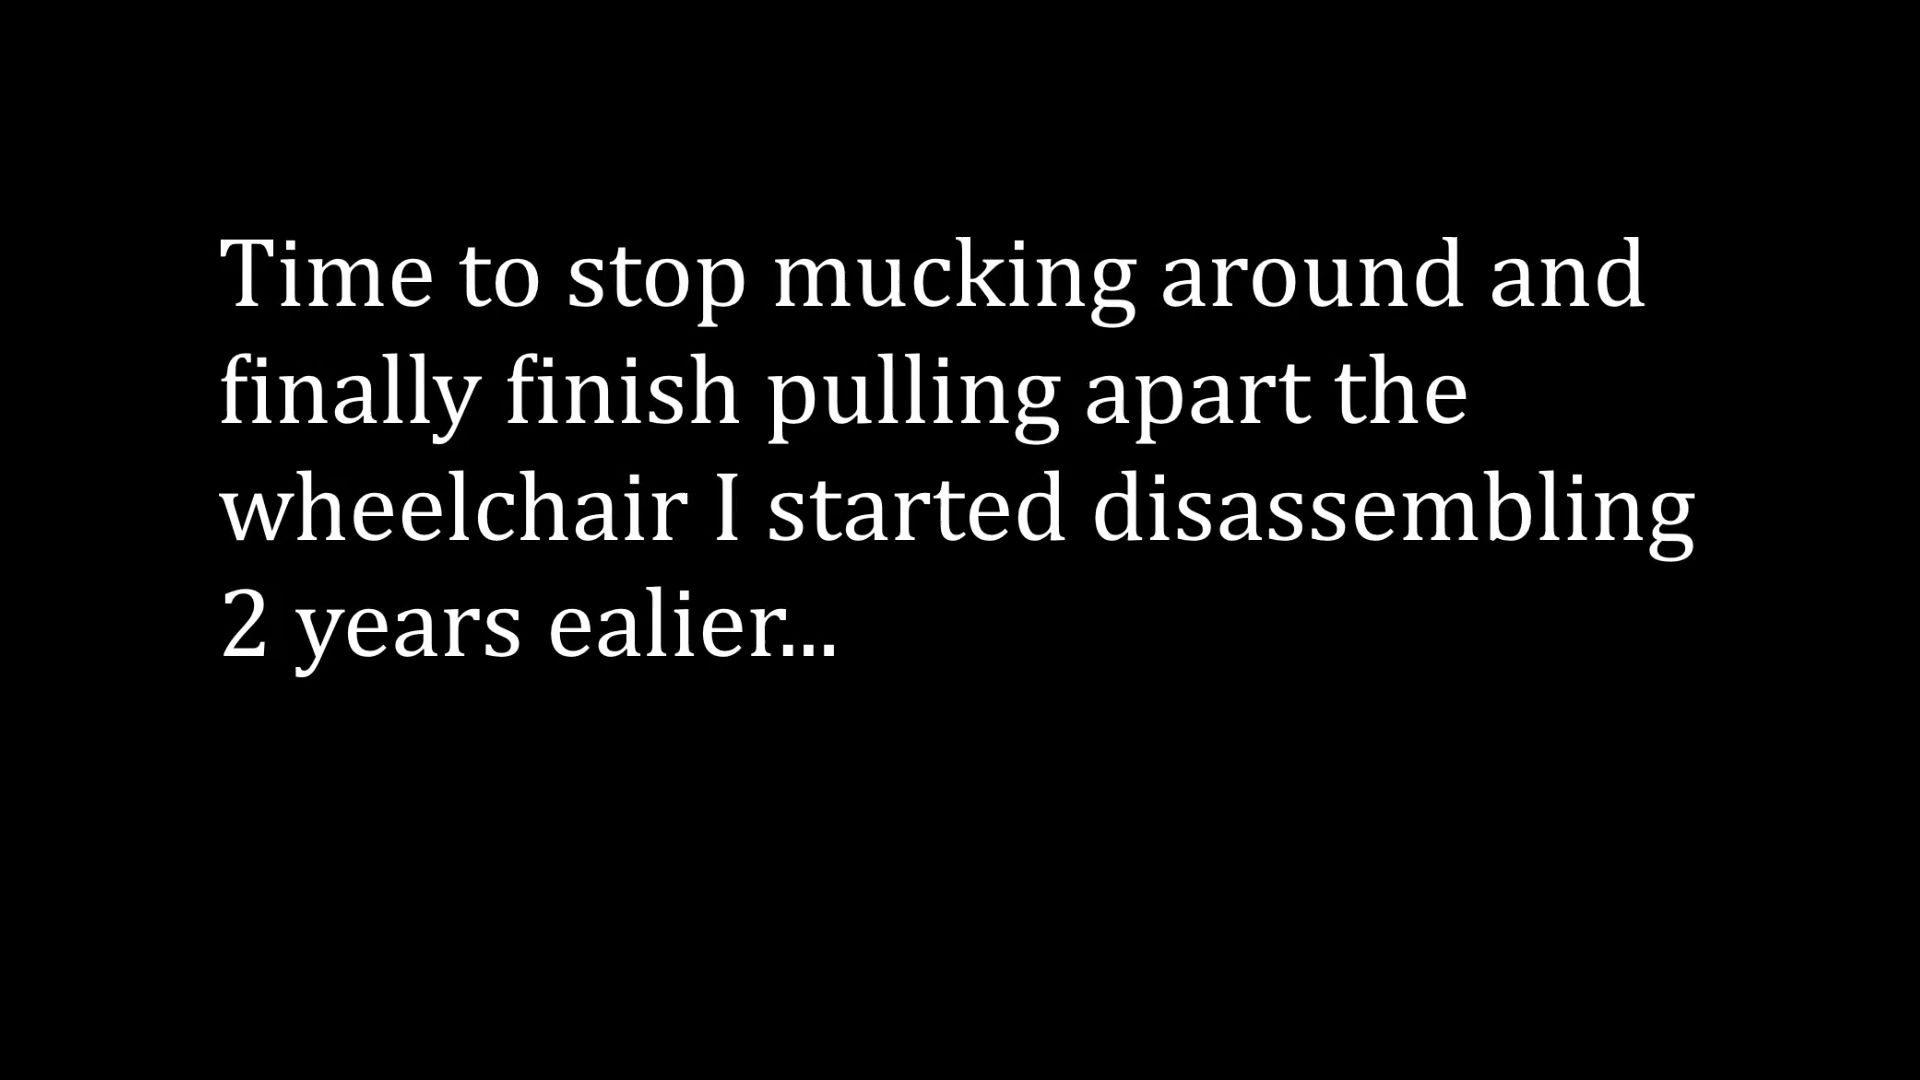 Time to stop mucking around and
finally finish pulling apart the
wheelchair I started disassembling
2 years ealier...